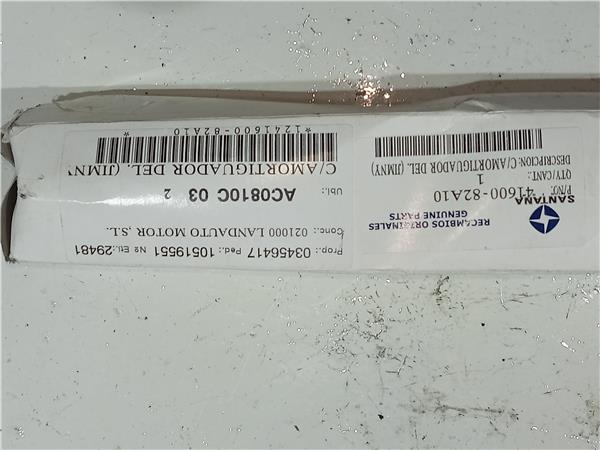 SANTANA
RECAMBIOS ORIGINALES
GENUINE PARTS
P/NO: 41600-82A10
QTY/CANT.: 1
DESCRIPCION: C/AMORTIGUADOR DEL. (JIMNY)
Prop.: 03456417 Ped.: 10519551 Nº Eti.: 29481
Conc.: 021000 LANDAUTO MOTOR ,S.L.
Ubi.: AC0810C 03 2
C/AMORTIGUADOR DEL. (JIMNY
*1241600-82A10 *